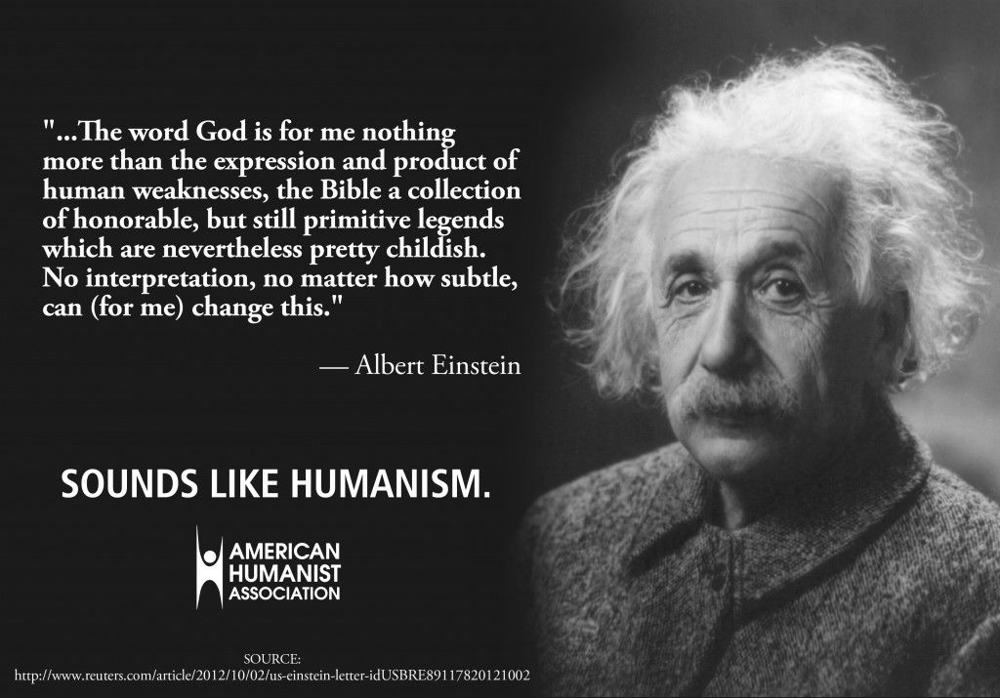 "...The word God is for me nothing
more than the expression and product of
human weaknesses, the Bible a collection
of honorable, but still primitive legends
which are nevertheless pretty childish.
No interpretation, no matter how subtle,
can (for me) change this."
— Albert Einstein
SOUNDS LIKE HUMANISM.
AMERICAN
HUMANIST
ASSOCIATION
SOURCE:
http://www.reuters.com/article/2012/10/02/us-einstein-letter-idUSBRE89117820121002